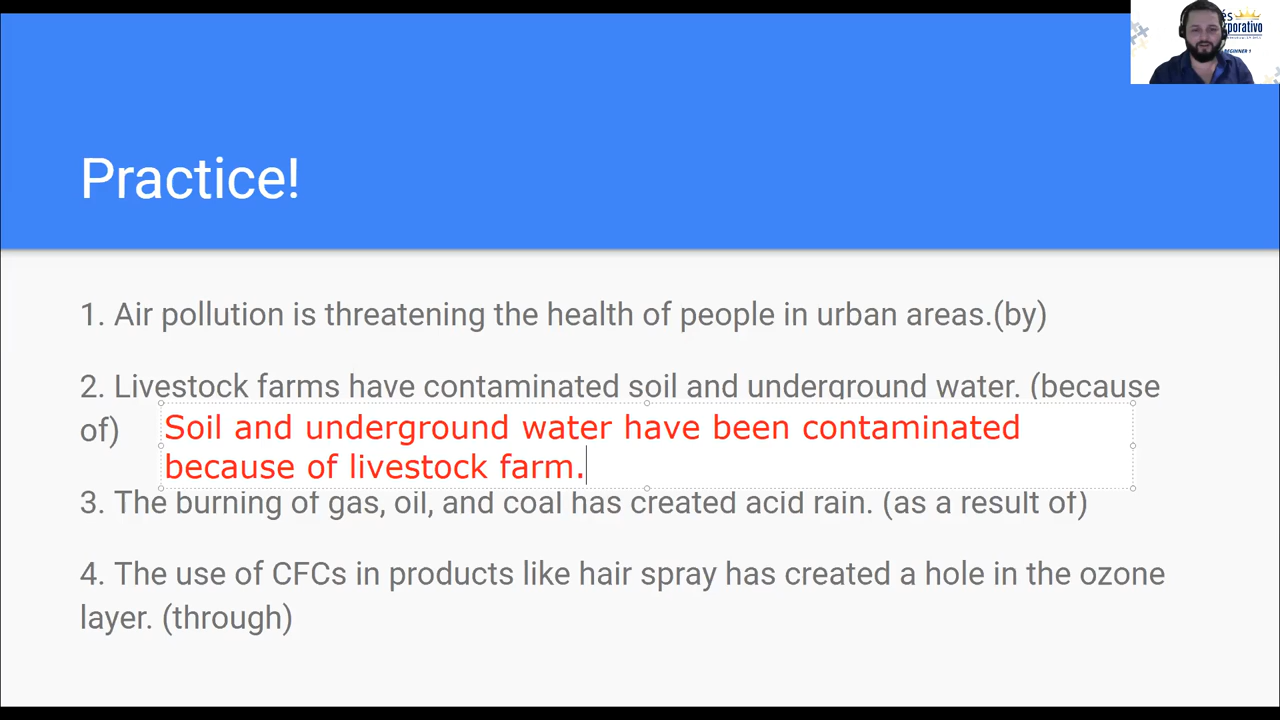 Practice!
1. Air pollution is threatening the health of people in urban areas.(by)
2. Livestock farms have contaminated soil and underground water. (because
of)
Soil and underground water have been contaminated
because of livestock farm.
3. The burning of gas, oil, and coal has created acid rain. (as a result of)
4. The use of CFCs in products like hair spray has created a hole in the ozone
layer. (through)